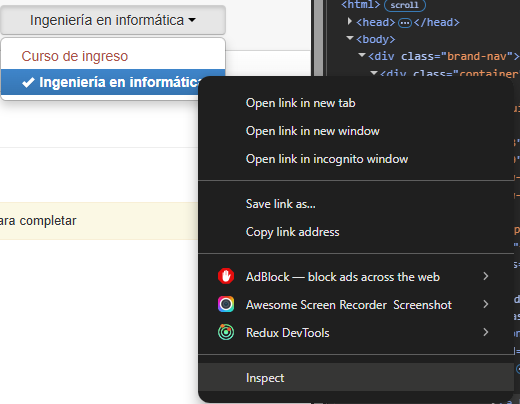 Ingeniería en informática
Curso de ingreso
Ingeniería en informática
ara completar
Open link in new tab
Open link in new window
Open link in incognito window
Save link as...
Copy link address
AdBlock — block ads across the web
Awesome Screen Recorder Screenshot
Redux DevTools
Inspect
<html> scroll
<head> ... </head>
<body>
<div class="brand-nav">
<div class="container